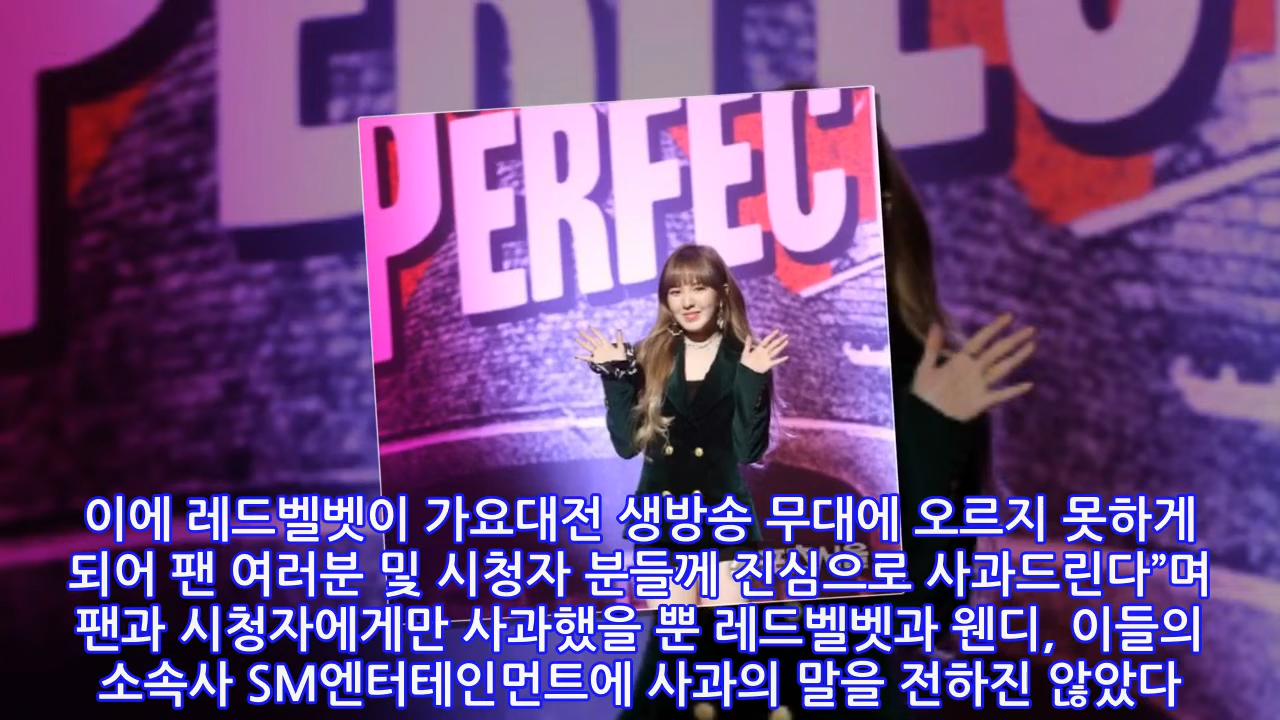 PERFEC
PERFEC
이에 레드벨벳이 가요대전 생방송 무대에 오르지 못하게
되어 팬 여러분 및 시청자 분들께 진심으로 사과드린다”며
팬과 시청자에게만 사과했을 뿐 레드벨벳과 웬디, 이들의
소속사 SM엔터테인먼트에 사과의 말을 전하진 않았다